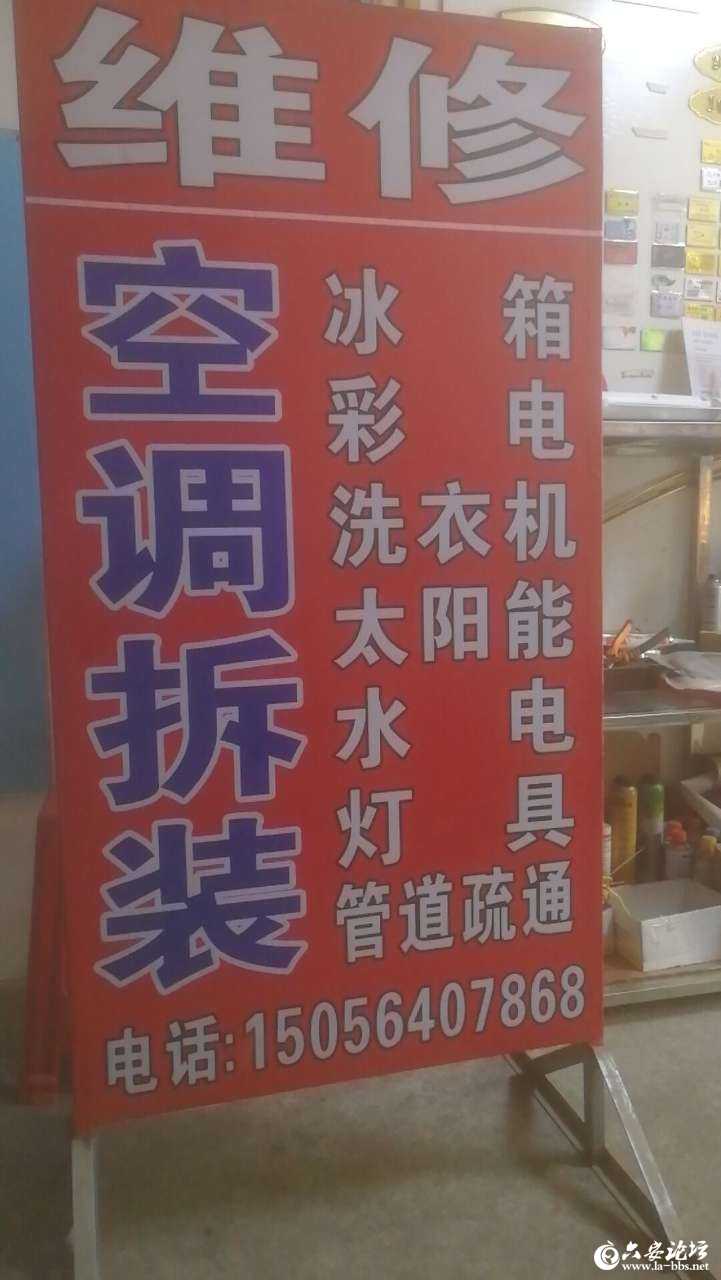 维修
空调拆装
冰箱
彩电
洗衣机
太阳能
水电
灯具
管道疏通
电话:15056407868
六安论坛
www.la-bbs.net